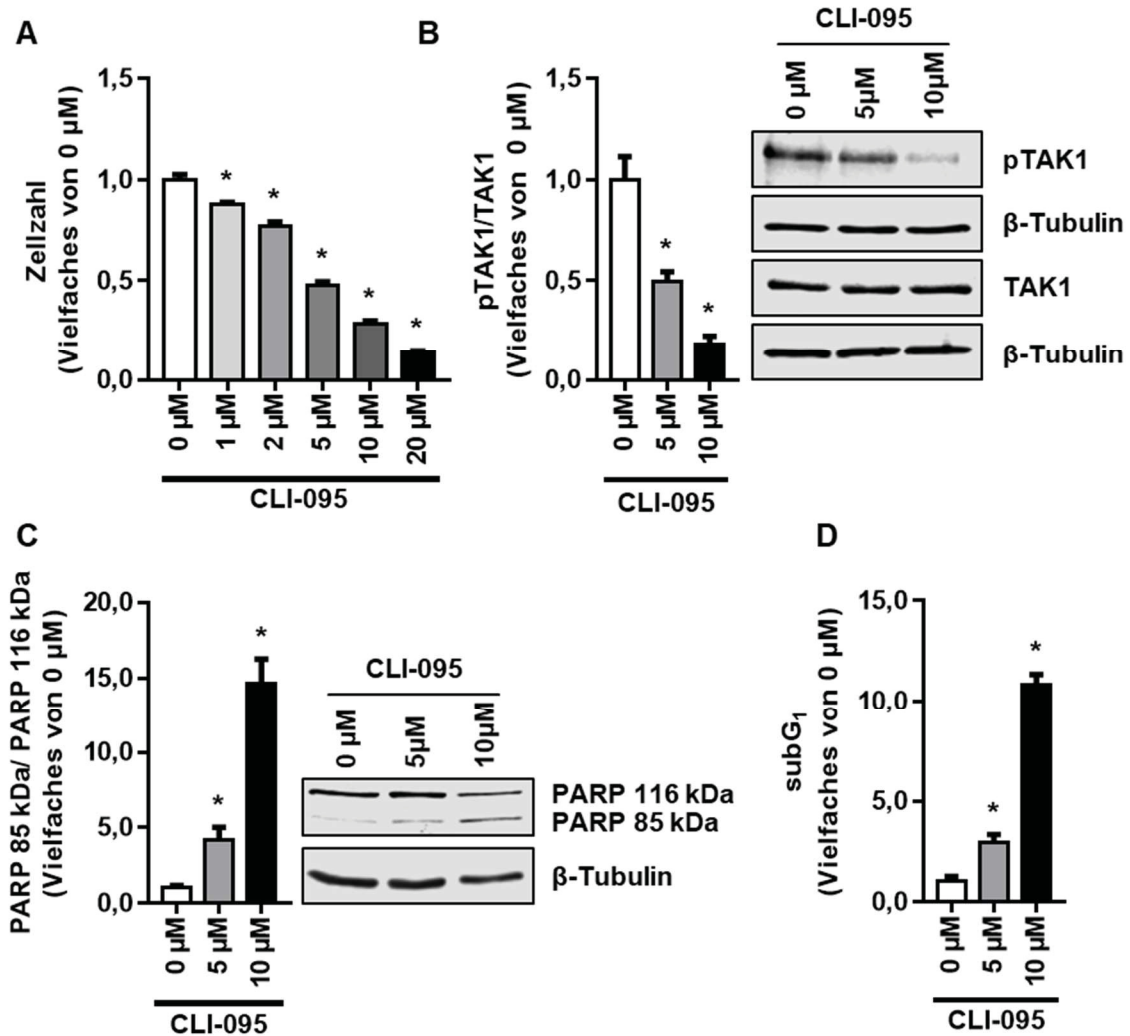 A
Zellzahl
(Vielfaches von 0 µM)
1,5
1,0
0,5
0,0
* * * * *
0 µM 1 µM 2 µM 5 µM 10 µM 20 µM
CLI-095
B
pTAK1/TAK1
(Vielfaches von 0 µM)
1,5
1,0
0,5
0,0
* *
0 µM 5 µM 10 µM
CLI-095
CLI-095
0 µM 5µM 10µM
pTAK1
β-Tubulin
TAK1
β-Tubulin
C
PARP 85 kDa/ PARP 116 kDa
(Vielfaches von 0 µM)
20,0
15,0
10,0
5,0
0,0
* *
0 µM 5 µM 10 µM
CLI-095
CLI-095
0 µM 5µM 10µM
PARP 116 kDa
PARP 85 kDa
β-Tubulin
D
subG₁
(Vielfaches von 0 µM)
15,0
10,0
5,0
0,0
* *
0 µM 5 µM 10 µM
CLI-095